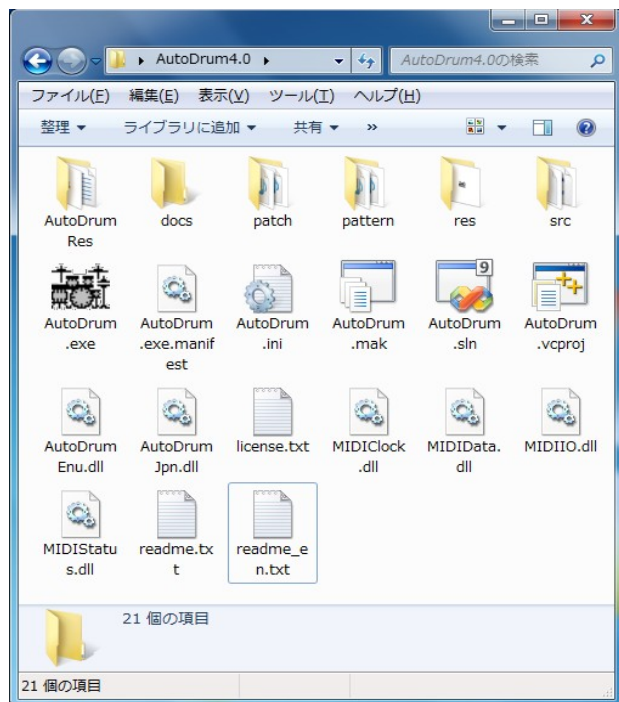 AutoDrum4.0
AutoDrum4.0の検索
ファイル(F) 編集(E) 表示(V) ツール(T) ヘルプ(H)
整理 ライブラリに追加 共有 »
AutoDrum
Res
docs
patch
pattern
res
src
AutoDrum
.exe
AutoDrum
.exe.manif
est
AutoDrum
.ini
AutoDrum
.mak
9
AutoDrum
.sln
AutoDrum
.vcproj
AutoDrum
Enu.dll
AutoDrum
Jpn.dll
license.txt
MIDIClock
.dll
MIDIData.
dll
MIDIIO.dll
MIDIStatu
s.dll
readme.tx
t
readme_e
n.txt
21 個の項目
21 個の項目